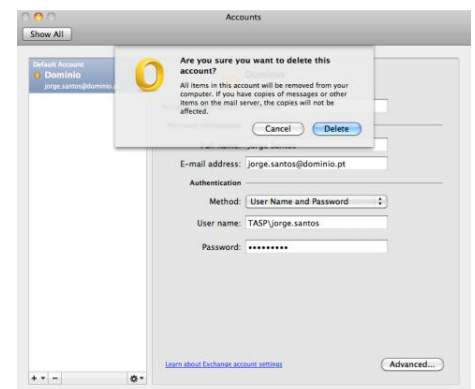 Accounts
Show All
Default Account
Dominio
jorge.santos@dominio.
Are you sure you want to delete this
account?
All items in this account will be removed from your
computer. If you have copies of messages or other
items on the mail server, the copies will not be
affected.
Cancel
Delete
E-mail address: jorge.santos@dominio.pt
Authentication
Method: User Name and Password
User name: TASP\jorge.santos
Password: •••••••••
Learn about Exchange account settings
Advanced...